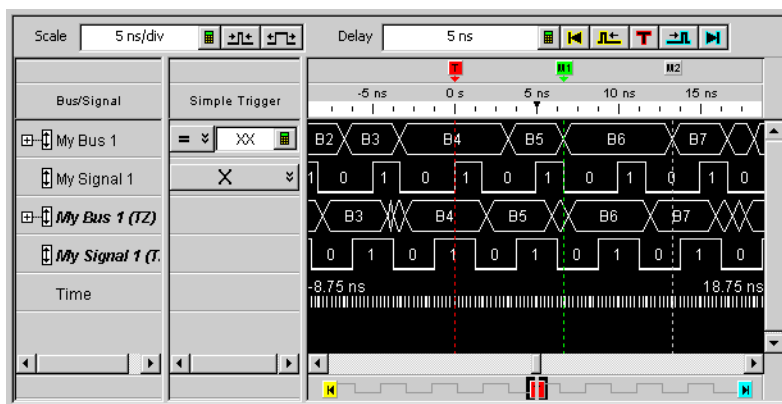 Scale 5 ns/div Delay 5 ns T
T M1 M2
Bus/Signal Simple Trigger -5 ns 0 s 5 ns 10 ns 15 ns
My Bus 1 = XX B2 B3 B4 B5 B6 B7
My Signal 1 X 1 0 1 0 1 0 1 0 1 0 1 0
My Bus 1 (TZ) B3 B4 B5 B6 B7
My Signal 1 (T. 0 1 0 1 0 1 0 1 0 1 0
Time -8.75 ns 18.75 ns